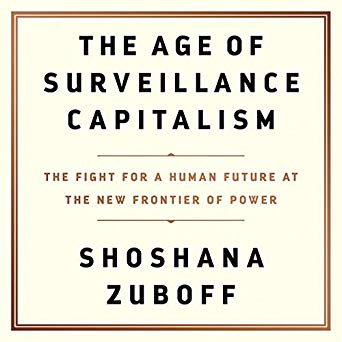 THE AGE OF
SURVEILLANCE
CAPITALISM
THE FIGHT FOR A HUMAN FUTURE AT
THE NEW FRONTIER OF POWER
SHOSHANA
ZUBOFF